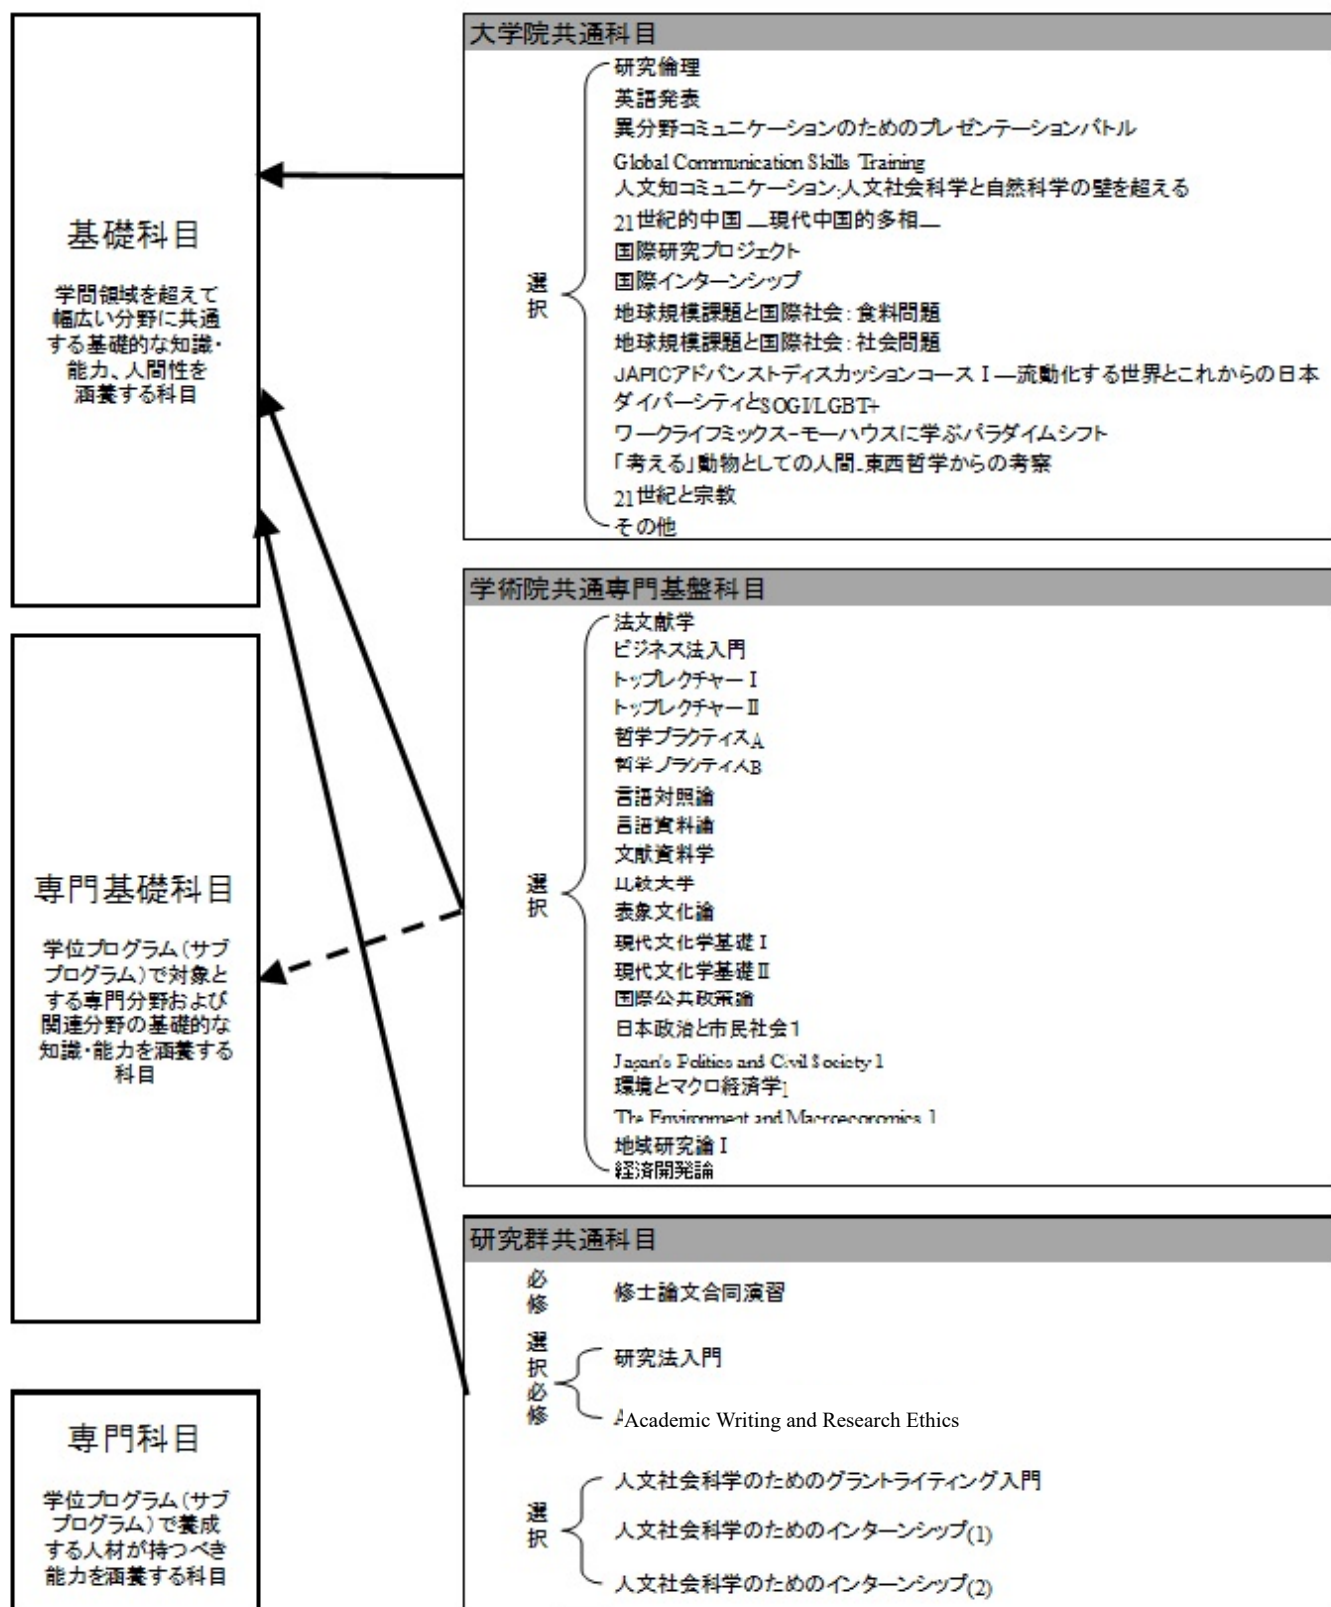 基礎科目
学問領域を超えて
幅広い分野に共通
する基礎的な知識・
能力、人間性を
涵養する科目
専門基礎科目
学位プログラム(サブ
プログラム)で対象と
する専門分野および
関連分野の基礎的な
知識・能力を涵養する
科目
専門科目
学位プログラム(サブ
プログラム)で養成
する人材が持つべき
能力を涵養する科目
大学院共通科目
選択
研究倫理
英語発表
異分野コミュニケーションのためのプレゼンテーションバトル
Global Communication Skills Training
人文知コミュニケーション:人文社会科学と自然科学の壁を超える
21世紀的中国 ―現代中国的多相―
国際研究プロジェクト
国際インターンシップ
地球規模課題と国際社会:食料問題
地球規模課題と国際社会:社会問題
JAPICアドバンストディスカッションコースⅠ―流動化する世界とこれからの日本
ダイバーシティとSOGI/LGBT+
ワークライフミックス-モーハウスに学ぶパラダイムシフト
「考える」動物としての人間-東西哲学からの考察
21世紀と宗教
その他
学術院共通専門基盤科目
選択
法文献学
ビジネス法入門
トップレクチャーⅠ
トップレクチャーⅡ
哲学プラクティスA
哲学プラクティスB
言語対照論
言語資料論
文献資料学
比較文学
表象文化論
現代文化学基礎Ⅰ
現代文化学基礎Ⅱ
国際公共政策論
日本政治と市民社会1
Japan's Politics and Civil Society 1
環境とマクロ経済学1
The Environment and Macroeconomics 1
地域研究論Ⅰ
経済開発論
研究群共通科目
必修
修士論文合同演習
選択必修
研究法入門
Academic Writing and Research Ethics
選択
人文社会科学のためのグラントライティング入門
人文社会科学のためのインターンシップ(1)
人文社会科学のためのインターンシップ(2)